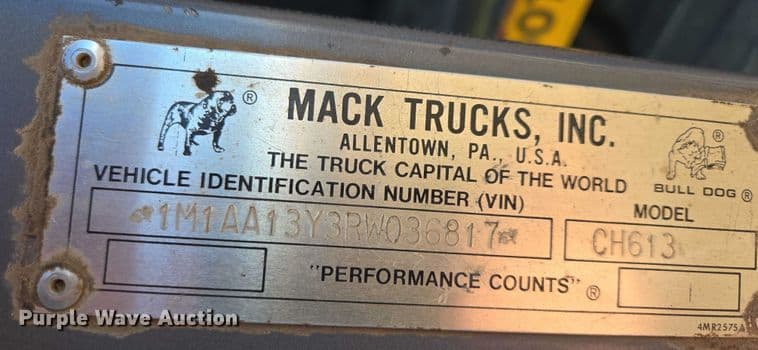 MACK TRUCKS, INC. ®
ALLENTOWN, PA., U.S.A.
THE TRUCK CAPITAL OF THE WORLD
BULL DOG ®
VEHICLE IDENTIFICATION NUMBER (VIN)
MODEL
1M1AA13Y3RW036817
CH613
"PERFORMANCE COUNTS" ®
4MR2575A
Purple Wave Auction